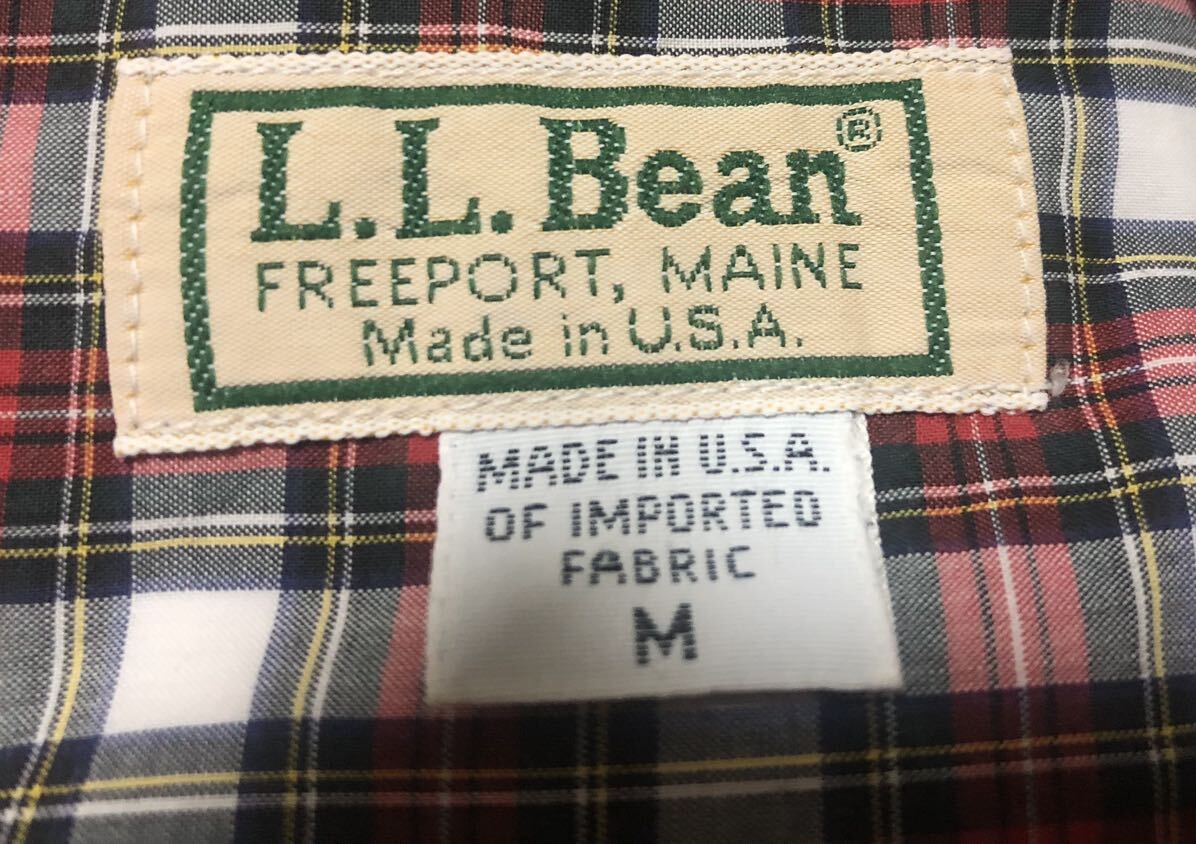 L.L.Bean®
FREEPORT, MAINE
Made in U.S.A.
MADE IN U.S.A.
OF IMPORTED
FABRIC
M